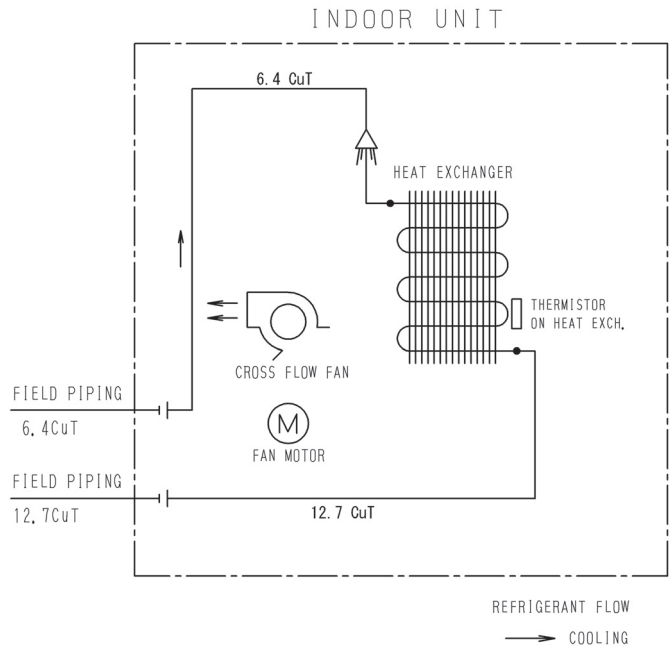 INDOOR UNIT
6.4 CuT
HEAT EXCHANGER
THERMISTOR
ON HEAT EXCH.
CROSS FLOW FAN
FIELD PIPING
6.4CuT
M
FAN MOTOR
FIELD PIPING
12.7CuT
12.7 CuT
REFRIGERANT FLOW
COOLING